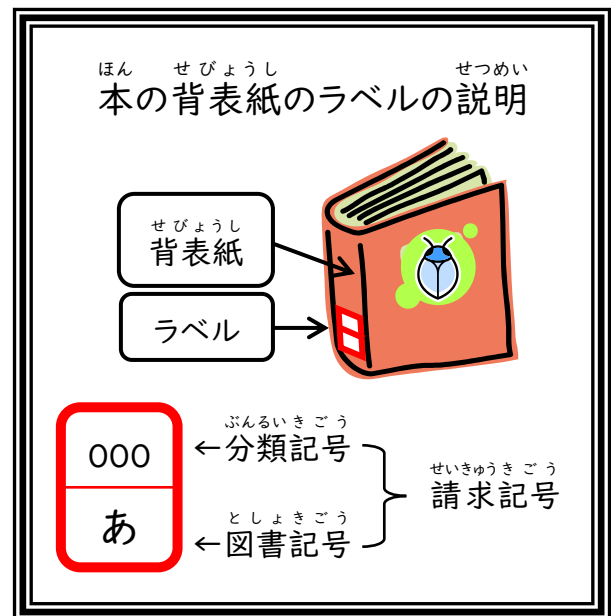 ほん せびょうし せつめい
本の背表紙のラベルの説明
せびょうし
背表紙
ラベル
000
あ
ぶんるいきごう
←分類記号
としょきごう
←図書記号
せいきゅうきごう
請求記号